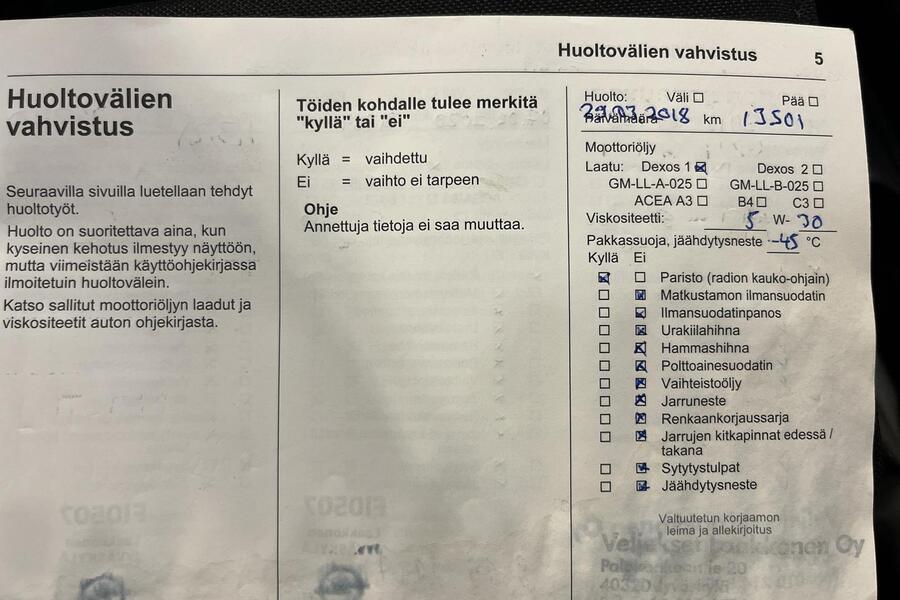 Huoltovälien vahvistus 5
Huoltovälien
vahvistus
Seuraavilla sivuilla luetellaan tehdyt
huoltotyöt.
Huolto on suoritettava aina, kun
kyseinen kehotus ilmestyy näyttöön,
mutta viimeistään käyttöohjekirjassa
ilmoitetuin huoltovälein.
Katso sallitut moottoriöljyn laadut ja
viskositeetit auton ohjekirjasta.
Töiden kohdalle tulee merkitä
"kyllä" tai "ei"
Kyllä = vaihdettu
Ei = vaihto ei tarpeen
Ohje
Annettuja tietoja ei saa muuttaa.
Huolto: Väli ☐ Pää ☐
Päivämäärä 29.03.2018 km 13501
Moottoriöljy
Laatu: Dexos 1 ☒ Dexos 2 ☐
GM-LL-A-025 ☐ GM-LL-B-025 ☐
ACEA A3 ☐ B4 ☐ C3 ☐
Viskositeetti: 5 W- 30
Pakkassuoja, jäähdytysneste -45 °C
Kyllä Ei
☒ ☐ Paristo (radion kauko-ohjain)
☐ ☒ Matkustamon ilmansuodatin
☐ ☒ Ilmansuodatinpanos
☐ ☒ Urakiilahihna
☐ ☒ Hammashihna
☐ ☒ Polttoainesuodatin
☐ ☒ Vaihteistoöljy
☐ ☒ Jarruneste
☐ ☒ Renkaankorjaussarja
☐ ☒ Jarrujen kitkapinnat edessä /
takana
☐ ☒ Sytytystulpat
☐ ☒ Jäähdytysneste
Valtuutetun korjaamon
leima ja allekirjoitus
Veljekset Laakkonen Oy